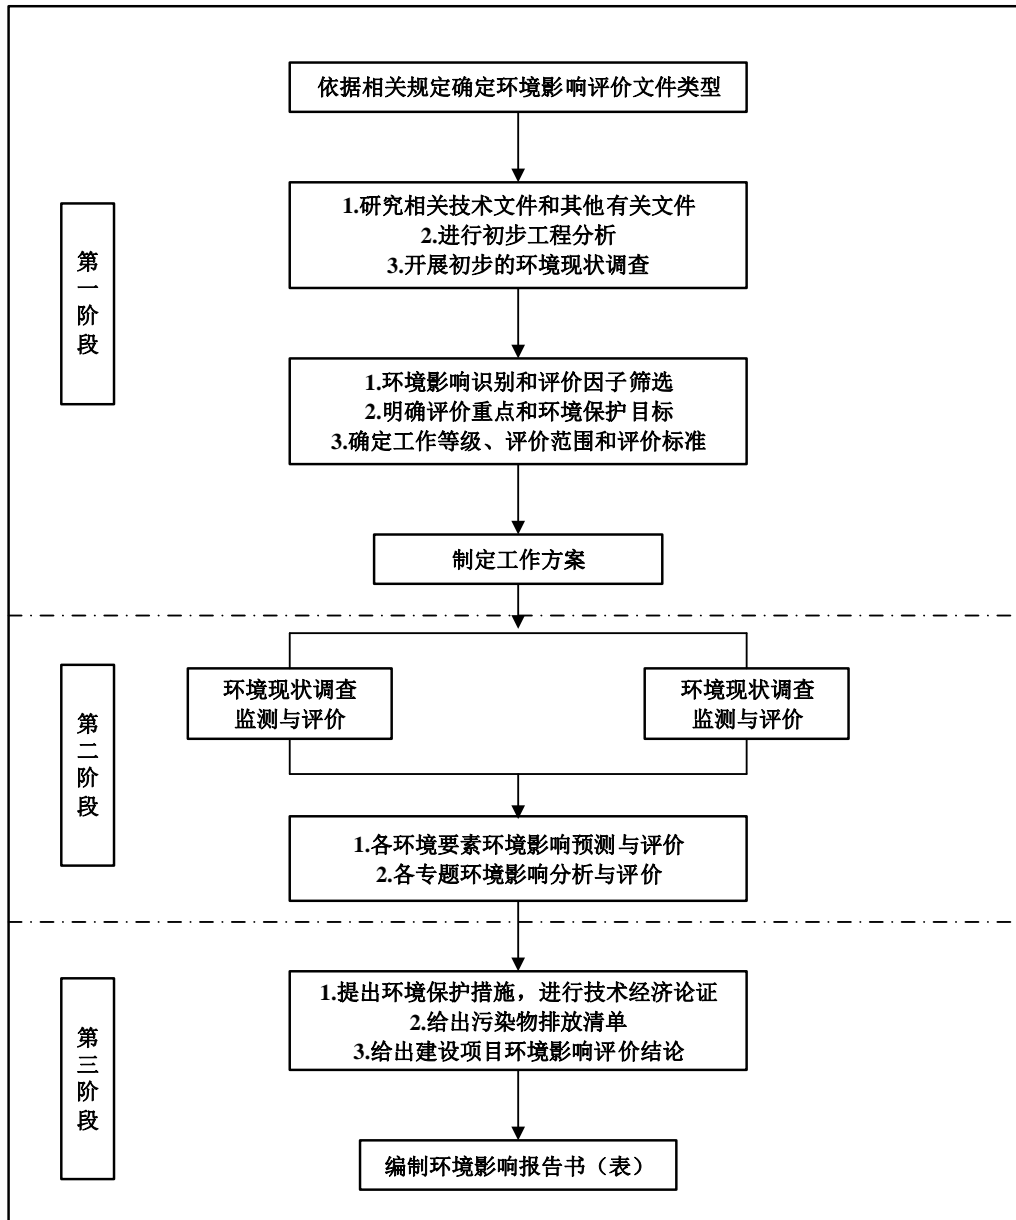 依据相关规定确定环境影响评价文件类型
第一阶段
1.研究相关技术文件和其他有关文件
2.进行初步工程分析
3.开展初步的环境现状调查
1.环境影响识别和评价因子筛选
2.明确评价重点和环境保护目标
3.确定工作等级、评价范围和评价标准
制定工作方案
第二阶段
环境现状调查
监测与评价
环境现状调查
监测与评价
1.各环境要素环境影响预测与评价
2.各专题环境影响分析与评价
第三阶段
1.提出环境保护措施，进行技术经济论证
2.给出污染物排放清单
3.给出建设项目环境影响评价结论
编制环境影响报告书（表）